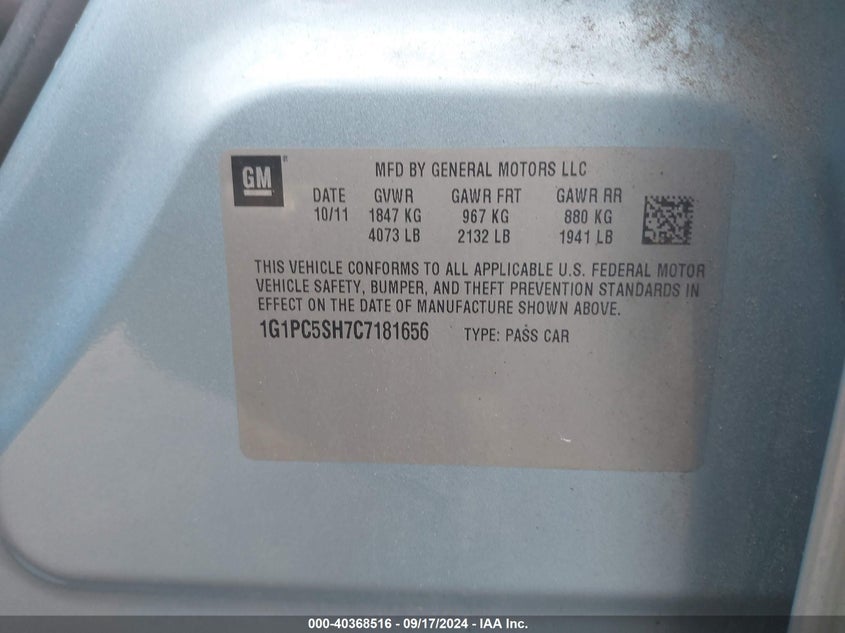 GM
MFD BY GENERAL MOTORS LLC
DATE GVWR GAWR FRT GAWR RR
10/11 1847 KG 967 KG 880 KG
4073 LB 2132 LB 1941 LB
THIS VEHICLE CONFORMS TO ALL APPLICABLE U.S. FEDERAL MOTOR
VEHICLE SAFETY, BUMPER, AND THEFT PREVENTION STANDARDS IN
EFFECT ON THE DATE OF MANUFACTURE SHOWN ABOVE.
1G1PC5SH7C7181656 TYPE: PASS CAR
000-40368516 - 09/17/2024 - IAA Inc.